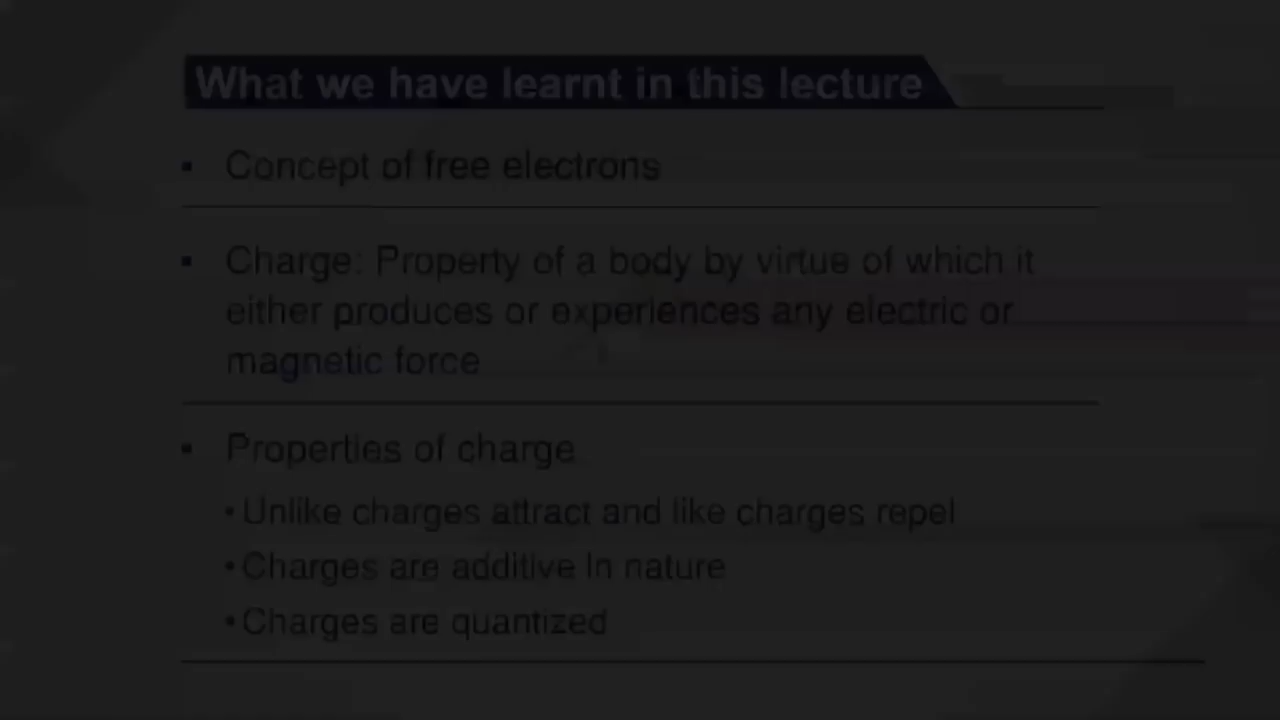 What we have learnt in this lecture
▪ Concept of free electrons
▪ Charge: Property of a body by virtue of which it
either produces or experiences any electric or
magnetic force
▪ Properties of charge
• Unlike charges attract and like charges repel
• Charges are additive in nature
• Charges are quantized